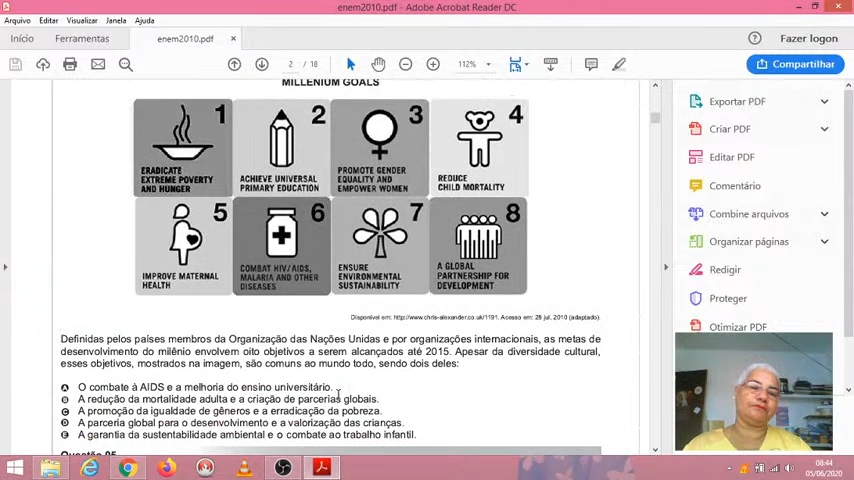 enem2010.pdf - Adobe Acrobat Reader DC
Arquivo Editar Visualizar Janela Ajuda
Início Ferramentas enem2010.pdf × Fazer logon
2 / 18 112% Compartilhar
MILLENIUM GOALS
1
ERADICATE
EXTREME POVERTY
AND HUNGER
2
ACHIEVE UNIVERSAL
PRIMARY EDUCATION
3
PROMOTE GENDER
EQUALITY AND
EMPOWER WOMEN
4
REDUCE
CHILD MORTALITY
5
IMPROVE MATERNAL
HEALTH
6
COMBAT HIV/AIDS,
MALARIA AND OTHER
DISEASES
7
ENSURE
ENVIRONMENTAL
SUSTAINABILITY
8
A GLOBAL
PARTNERSHIP FOR
DEVELOPMENT
Disponível em: http://www.chris-alexander.co.uk/1191. Acesso em: 28 jul. 2010 (adaptado).
Definidas pelos países membros da Organização das Nações Unidas e por organizações internacionais, as metas de
desenvolvimento do milênio envolvem oito objetivos a serem alcançados até 2015. Apesar da diversidade cultural,
esses objetivos, mostrados na imagem, são comuns ao mundo todo, sendo dois deles:
A O combate à AIDS e a melhoria do ensino universitário.
B A redução da mortalidade adulta e a criação de parcerias globais.
C A promoção da igualdade de gêneros e a erradicação da pobreza.
D A parceria global para o desenvolvimento e a valorização das crianças.
E A garantia da sustentabilidade ambiental e o combate ao trabalho infantil.
Questão 95
Exportar PDF
Criar PDF
Editar PDF
Comentário
Combine arquivos
Organizar páginas
Redigir
Proteger
Otimizar PDF
08:44
05/06/2020